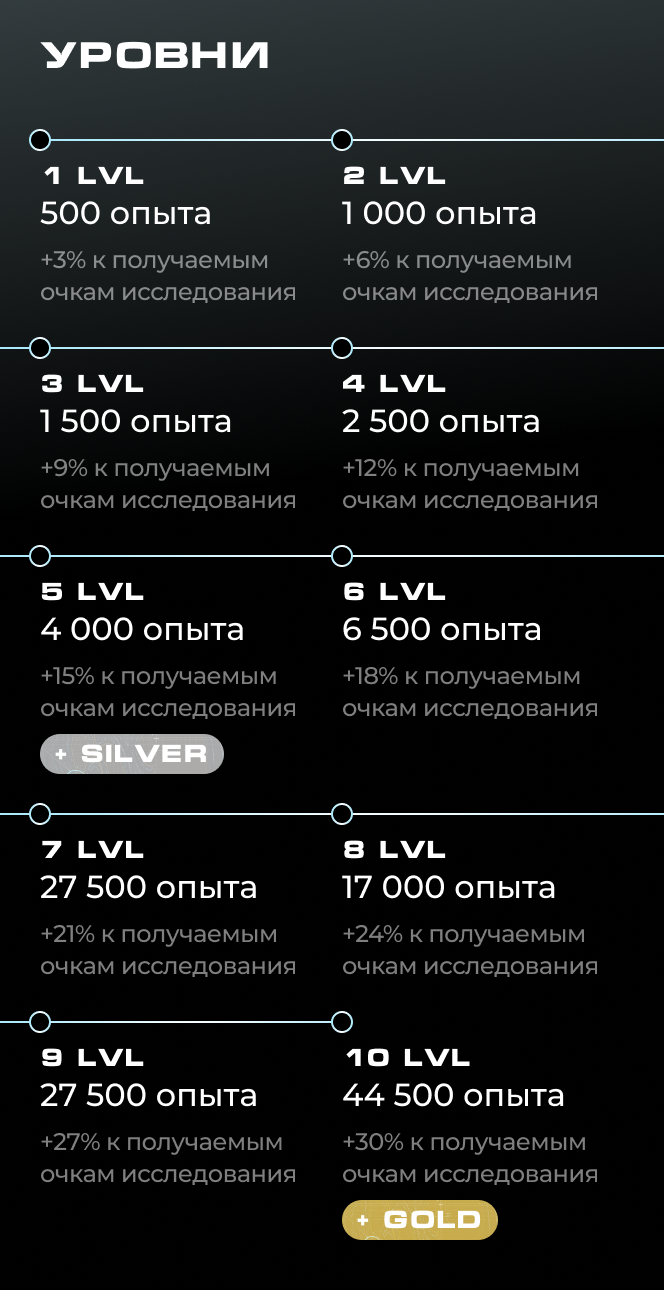 УРОВНИ
1 LVL
500 опыта
+3% к получаемым
очкам исследования
2 LVL
1 000 опыта
+6% к получаемым
очкам исследования
3 LVL
1 500 опыта
+9% к получаемым
очкам исследования
4 LVL
2 500 опыта
+12% к получаемым
очкам исследования
5 LVL
4 000 опыта
+15% к получаемым
очкам исследования
+ SILVER
6 LVL
6 500 опыта
+18% к получаемым
очкам исследования
7 LVL
27 500 опыта
+21% к получаемым
очкам исследования
8 LVL
17 000 опыта
+24% к получаемым
очкам исследования
9 LVL
27 500 опыта
+27% к получаемым
очкам исследования
10 LVL
44 500 опыта
+30% к получаемым
очкам исследования
+ GOLD